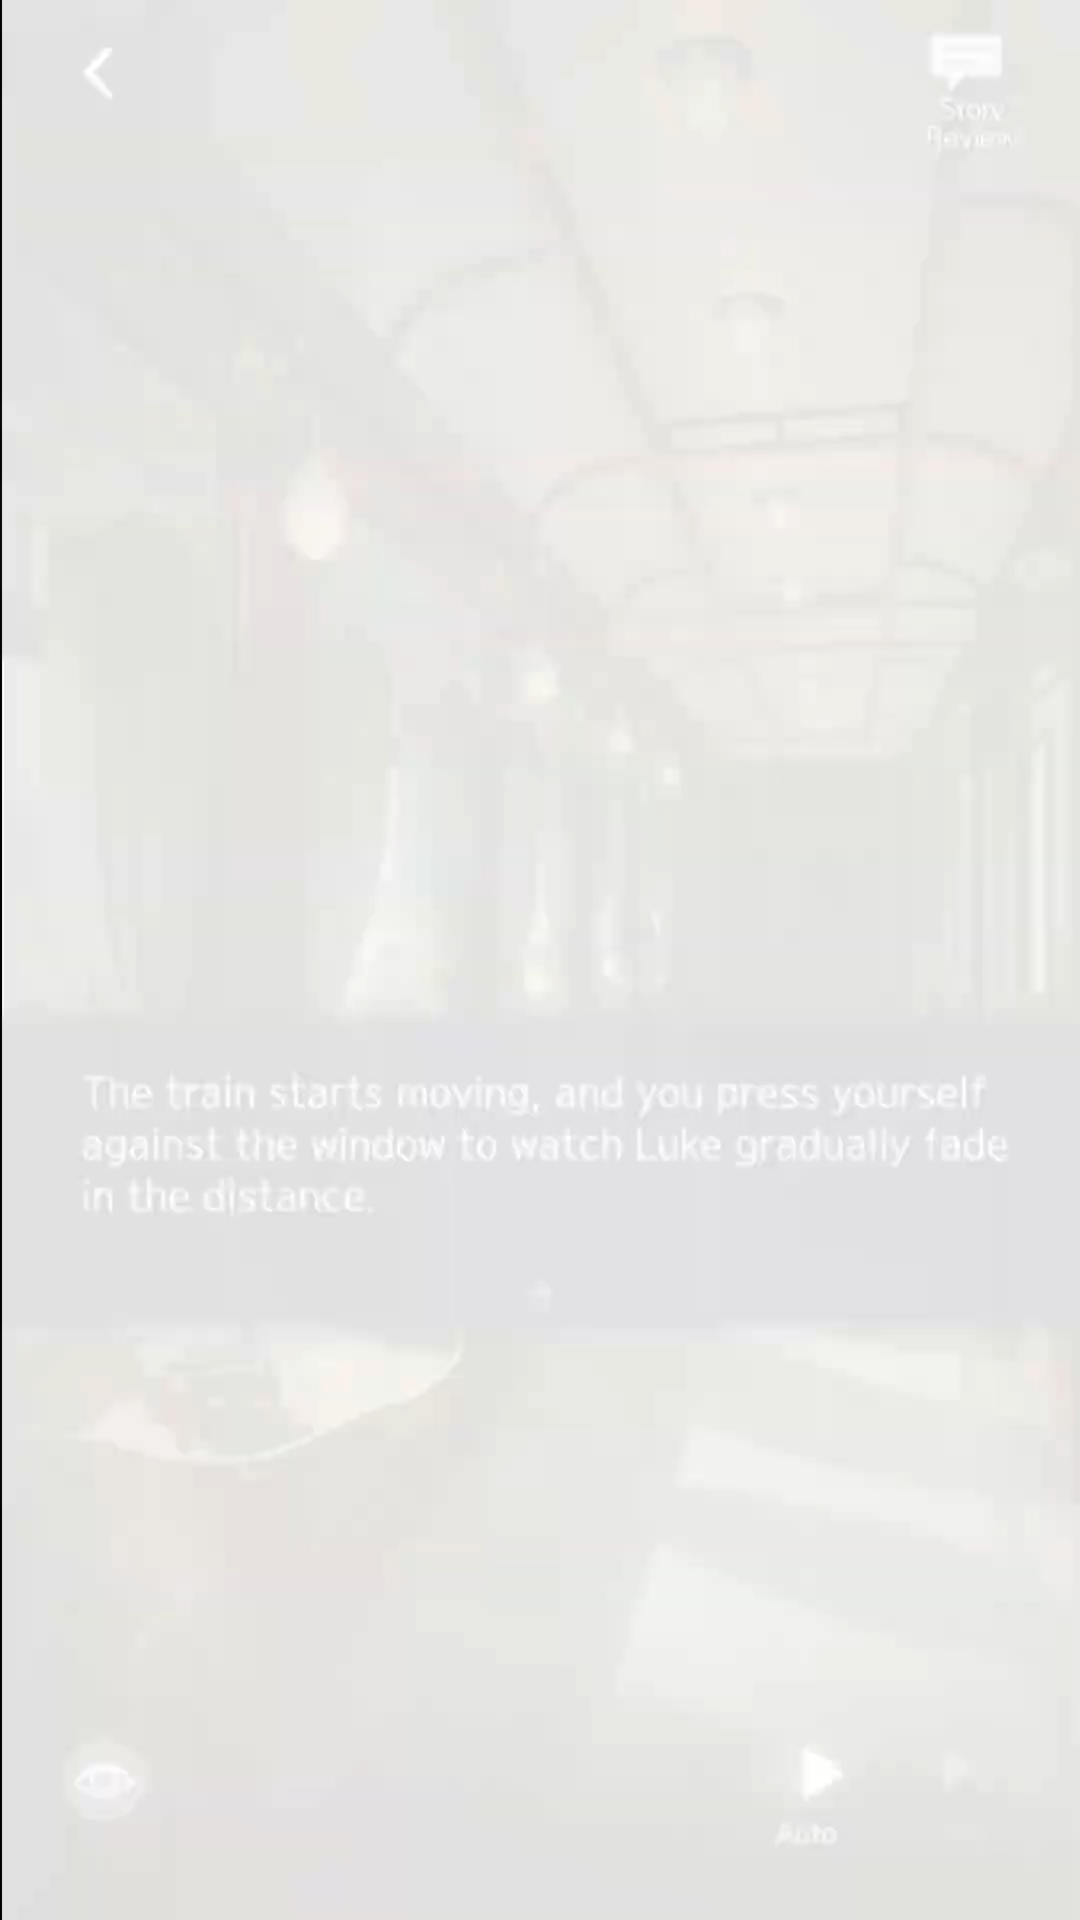 Story
Review
The train starts moving, and you press yourself
against the window to watch Luke gradually fade
in the distance.
Auto